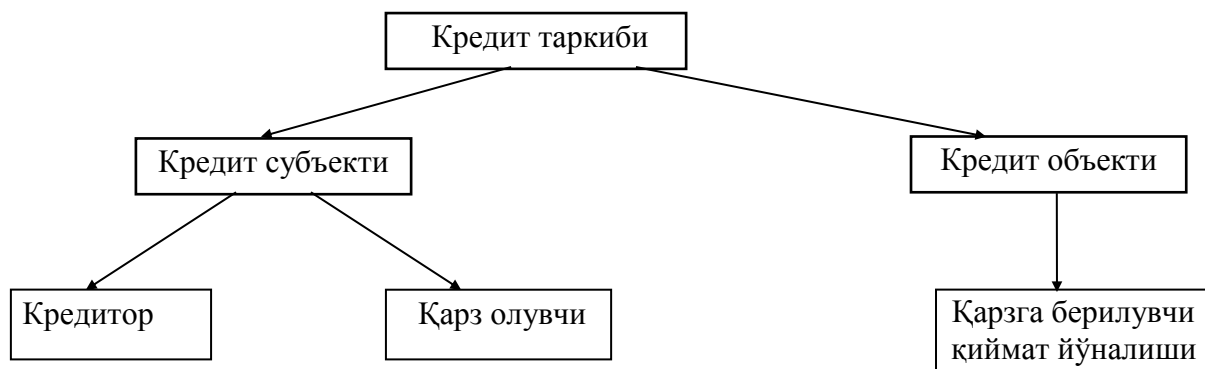 Кредит таркиби
Кредит субъекти
Кредит объекти
Кредитор
Қарз олувчи
Қарзга берилувчи
қиймат йўналиши